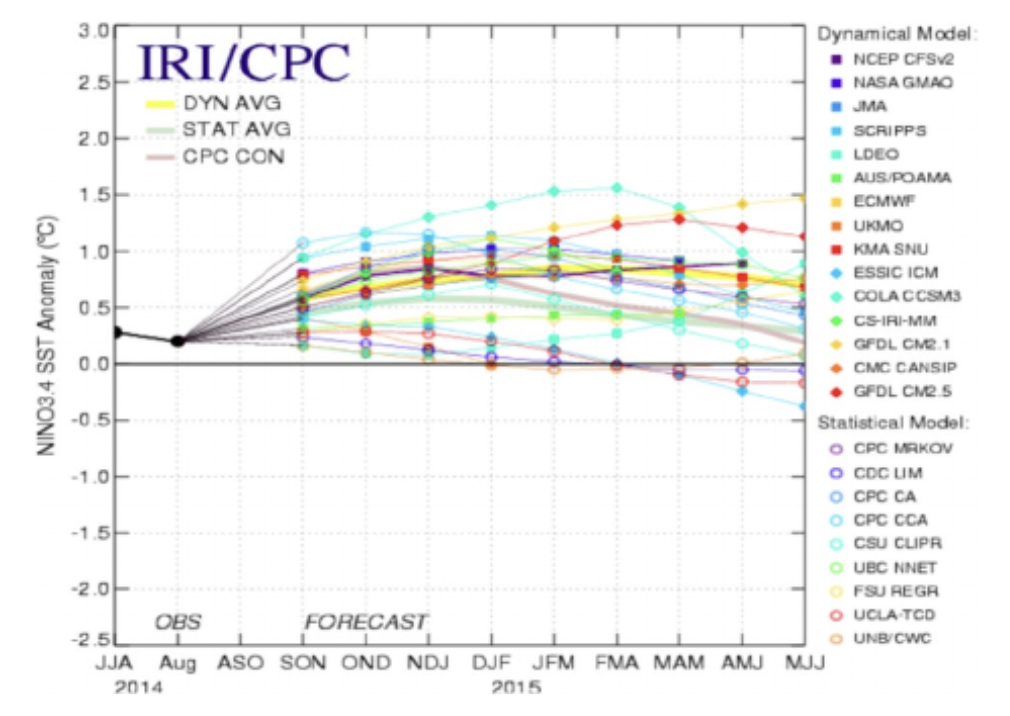 IRI/CPC
DYN AVG
STAT AVG
CPC CON
NINO3.4 SST Anomaly (ºC)
3.0
2.5
2.0
1.5
1.0
0.5
0.0
-0.5
-1.0
-1.5
-2.0
-2.5
OBS
FORECAST
JJA Aug ASO SON OND NDJ DJF JFM FMA MAM AMJ MJJ
2014 2015
Dynamical Model:
NCEP CFSv2
NASA GMAO
JMA
SCRIPPS
LDEO
AUS/POAMA
ECMWF
UKMO
KMA SNU
ESSIC ICM
COLA CCSM3
CS-IRI-MM
GFDL CM2.1
CMC CANSIP
GFDL CM2.5
Statistical Model:
CPC MRKOV
CDC LIM
CPC CA
CPC CCA
CSU CLIPR
UBC NNET
FSU REGR
UCLA-TCD
UNB/CWC